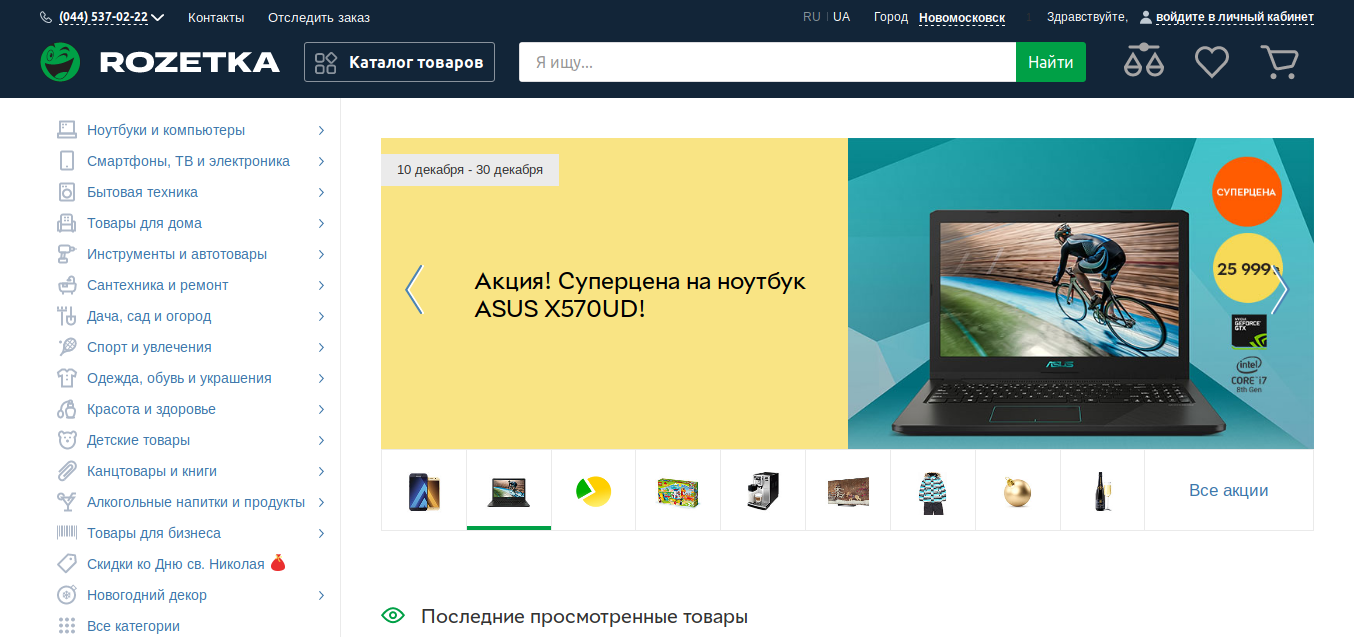 (044) 537-02-22 Контакты Отследить заказ RU UA Город Новомосковск Здравствуйте, войдите в личный кабинет
ROZETKA Каталог товаров Я ищу... Найти
Ноутбуки и компьютеры
Смартфоны, ТВ и электроника
Бытовая техника
Товары для дома
Инструменты и автотовары
Сантехника и ремонт
Дача, сад и огород
Спорт и увлечения
Одежда, обувь и украшения
Красота и здоровье
Детские товары
Канцтовары и книги
Алкогольные напитки и продукты
Товары для бизнеса
Скидки ко Дню св. Николая
Новогодний декор
Все категории
10 декабря - 30 декабря
Акция! Суперцена на ноутбук
ASUS X570UD!
СУПЕРЦЕНА
25 999
NVIDIA
GEFORCE
GTX
intel
CORE i7
8th Gen
ASUS
Все акции
Последние просмотренные товары